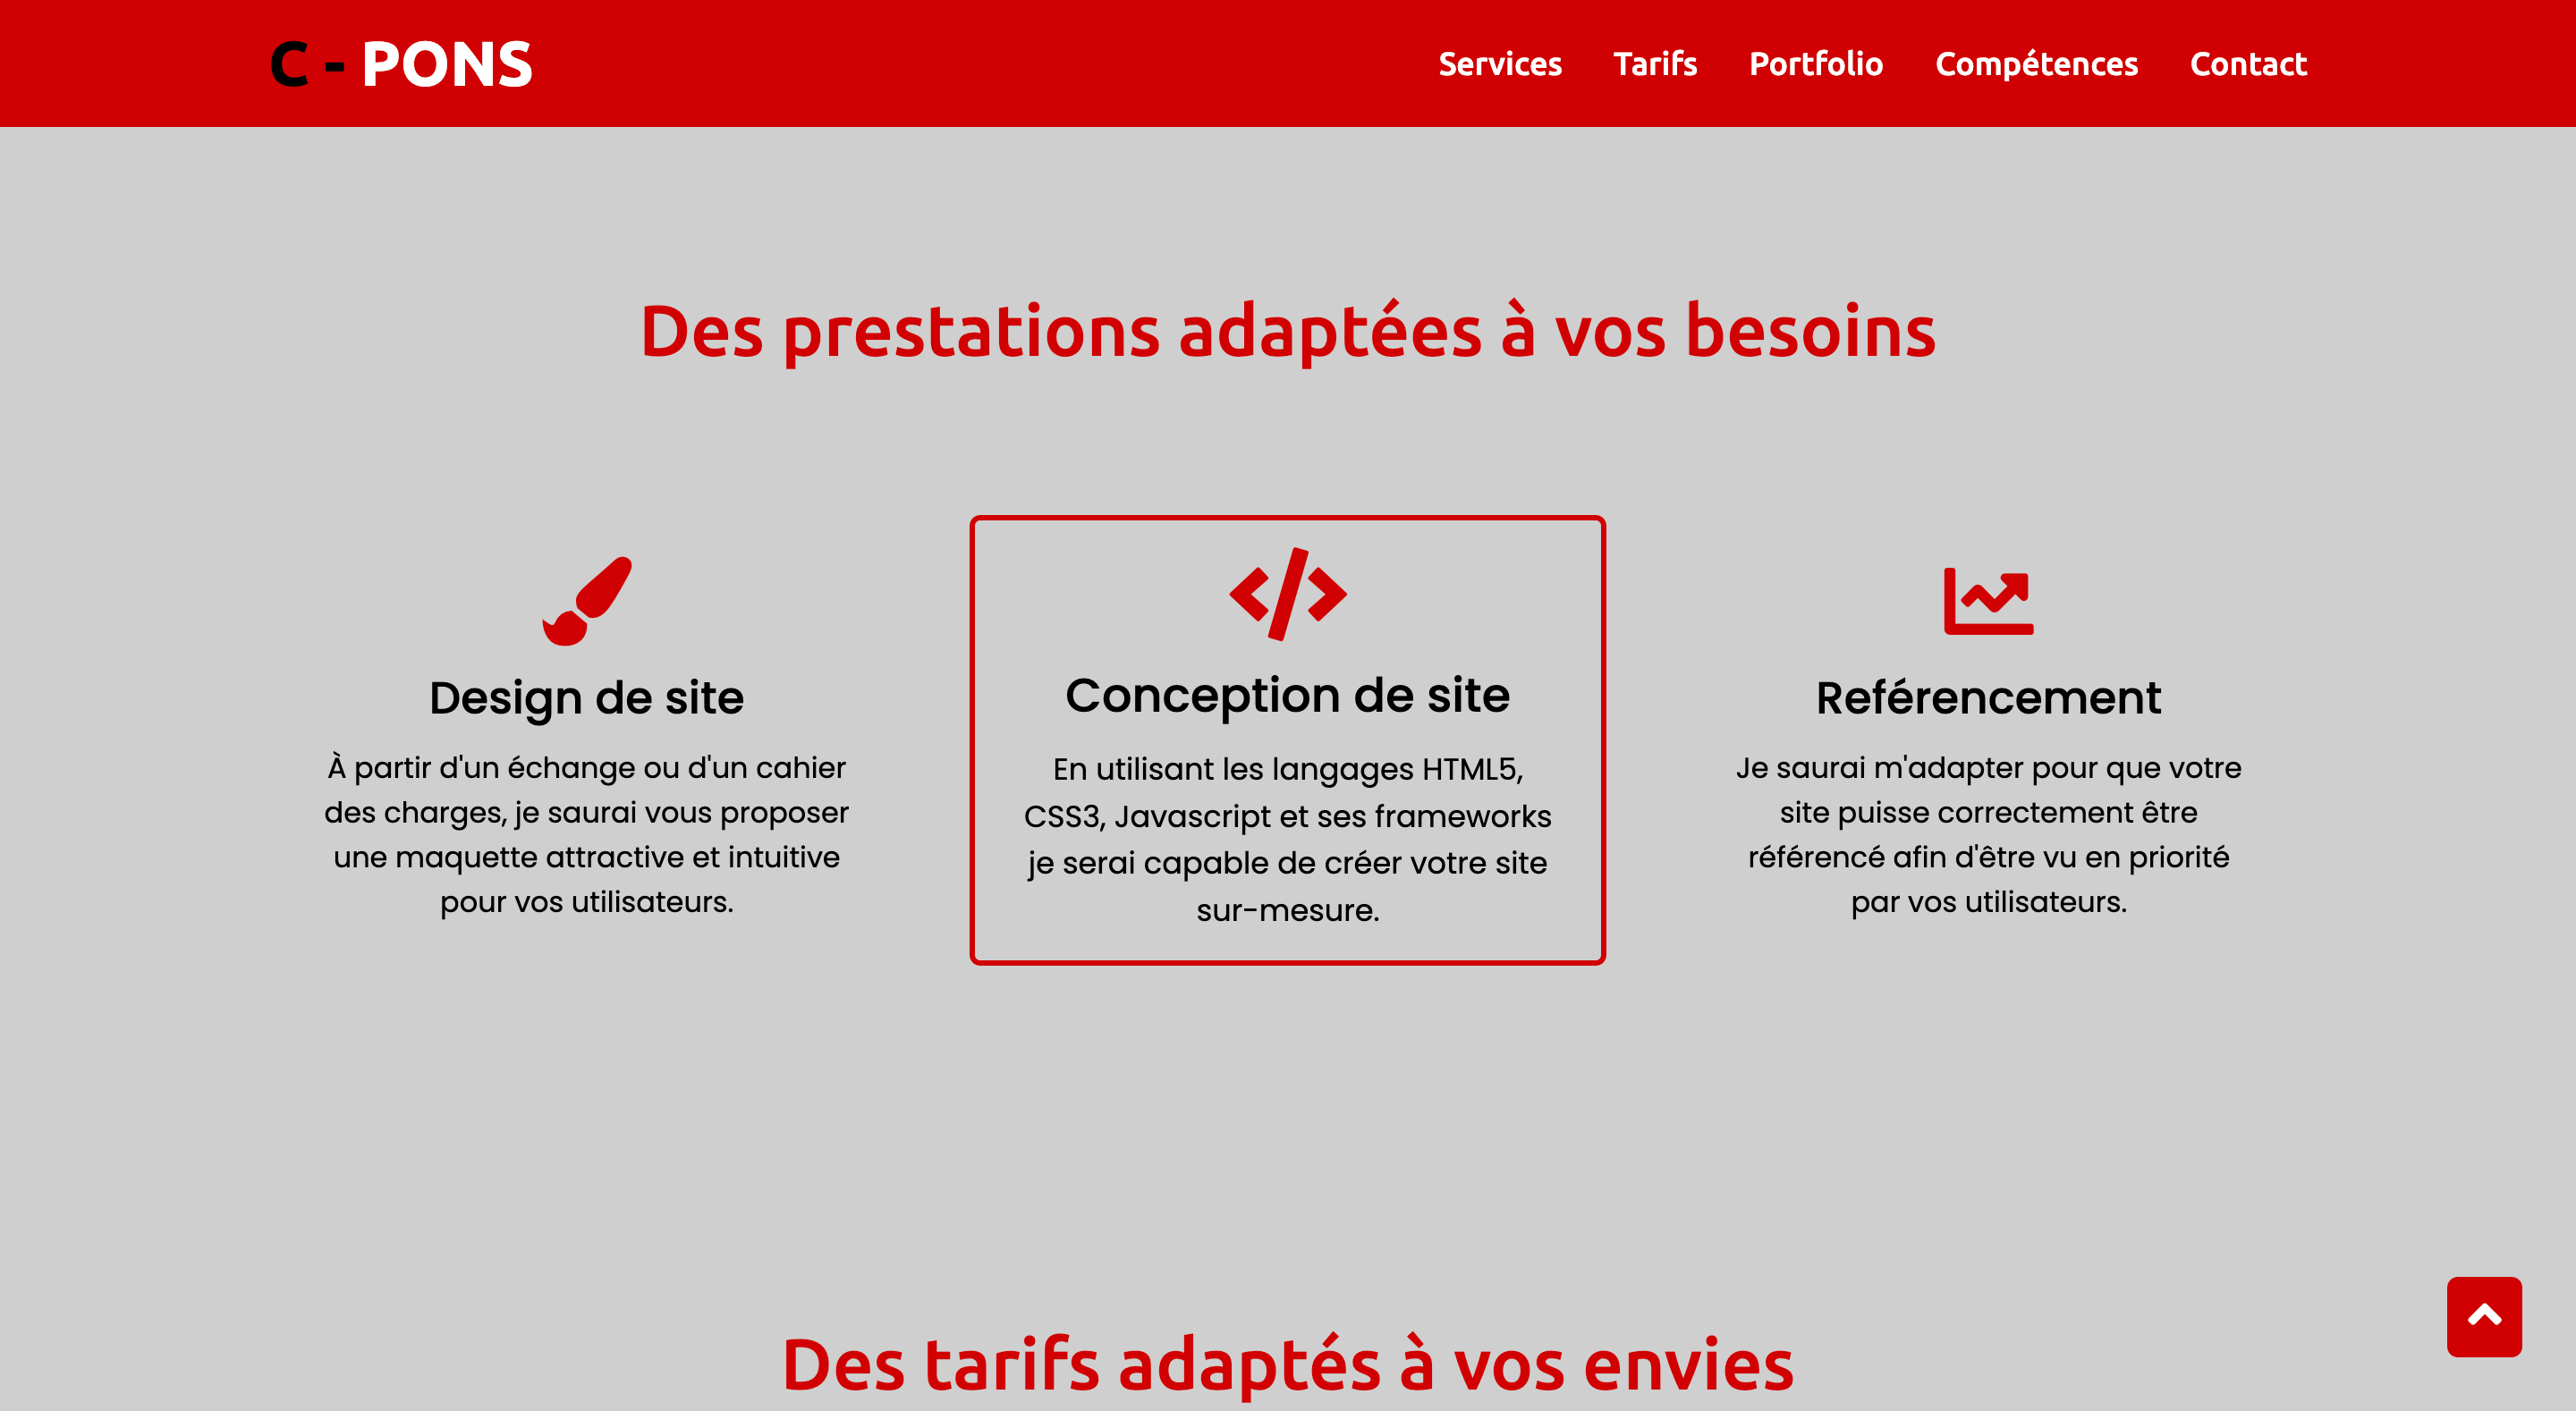 C - PONS
Services Tarifs Portfolio Compétences Contact
Des prestations adaptées à vos besoins
Design de site
À partir d'un échange ou d'un cahier
des charges, je saurai vous proposer
une maquette attractive et intuitive
pour vos utilisateurs.
Conception de site
En utilisant les langages HTML5,
CSS3, Javascript et ses frameworks
je serai capable de créer votre site
sur-mesure.
Reférencement
Je saurai m'adapter pour que votre
site puisse correctement être
référencé afin d'être vu en priorité
par vos utilisateurs.
Des tarifs adaptés à vos envies